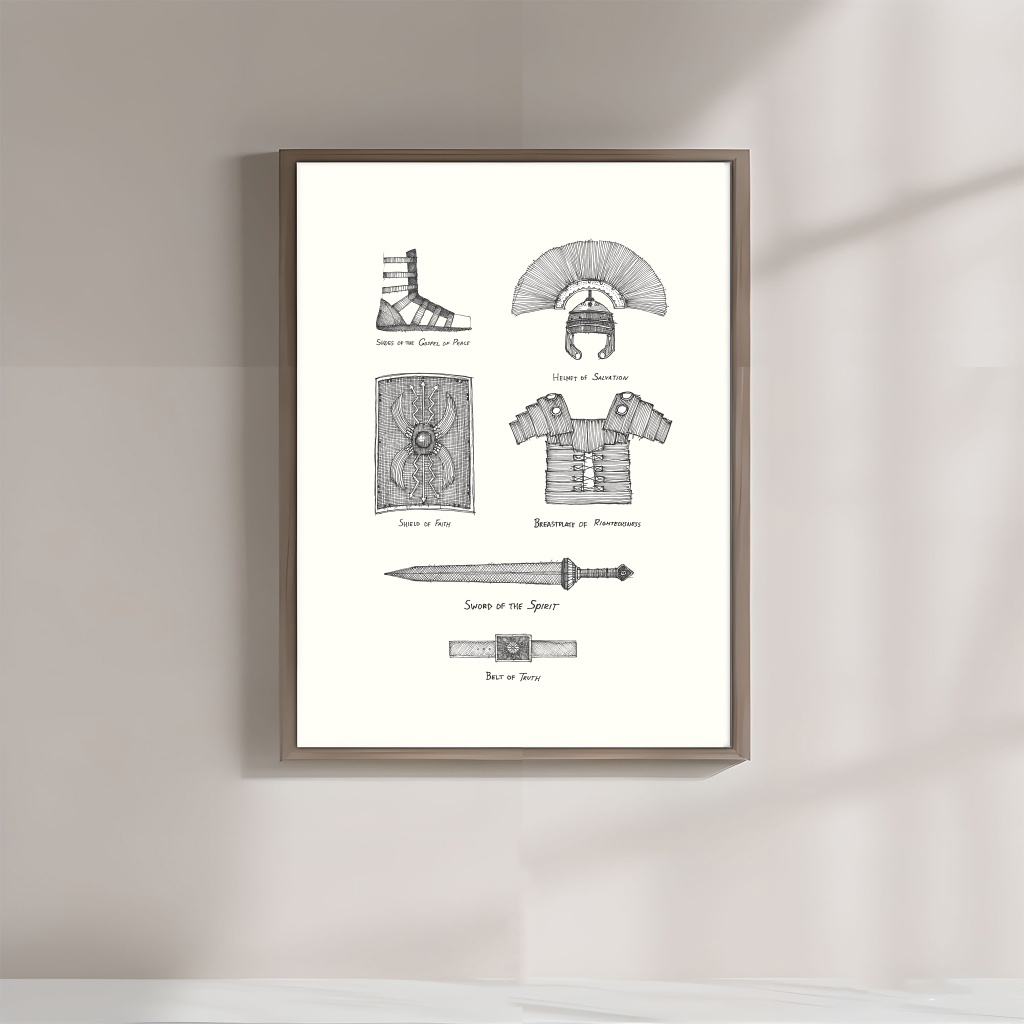 Shoes of the Gospel of Peace
Helmet of Salvation
Shield of Faith
Breastplate of Righteousness
Sword of the Spirit
Belt of Truth